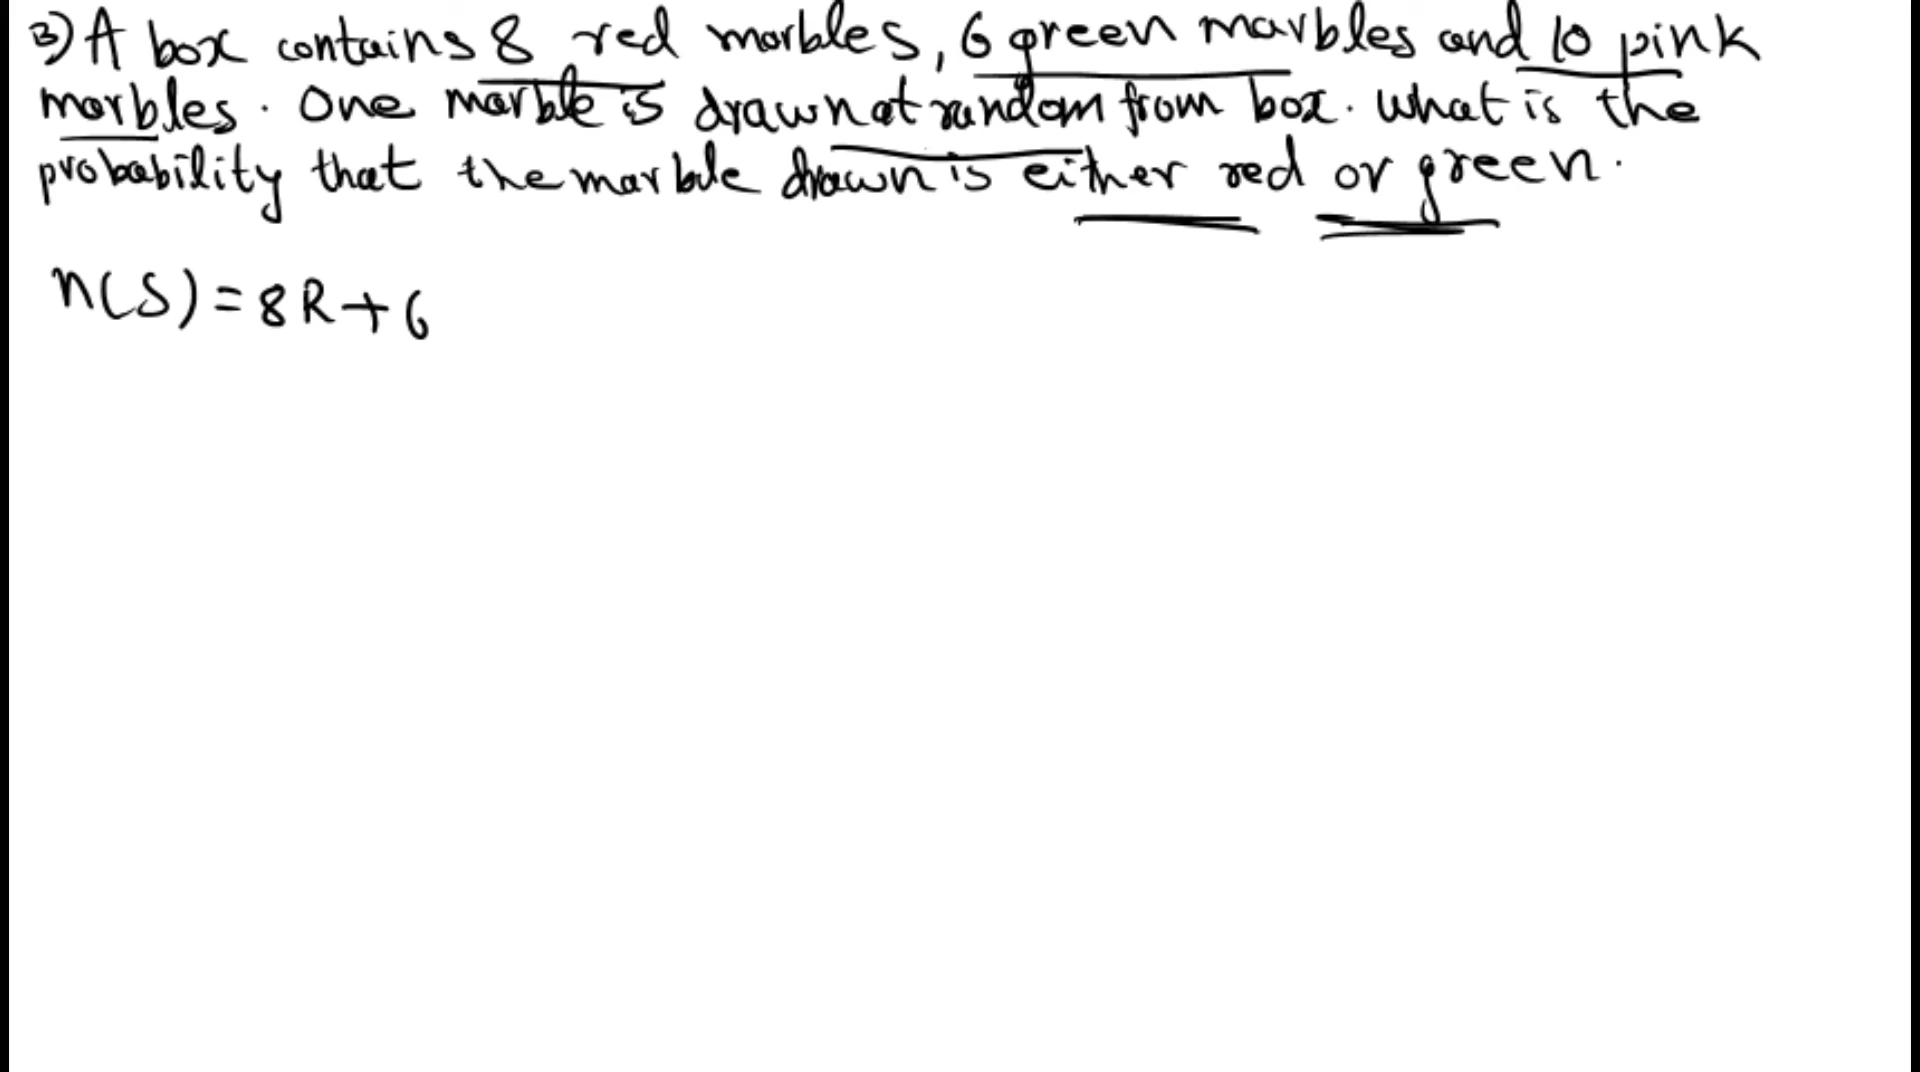 3) A box contains 8 red marbles, 6 green marbles and 10 pink
marbles. One marble is drawn at random from box. what is the
probability that the marble drawn is either red or green.
n(S) = 8R + 6